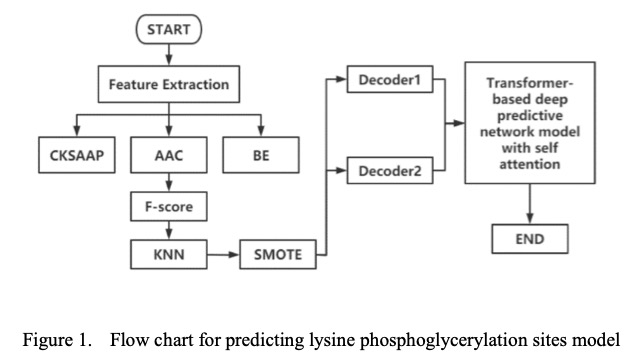 START
Feature Extraction
CKSAAP
AAC
BE
F-score
KNN
SMOTE
Decoder1
Decoder2
Transformer-
based deep
predictive
network model
with self
attention
END
Figure 1. Flow chart for predicting lysine phosphoglycerylation sites model